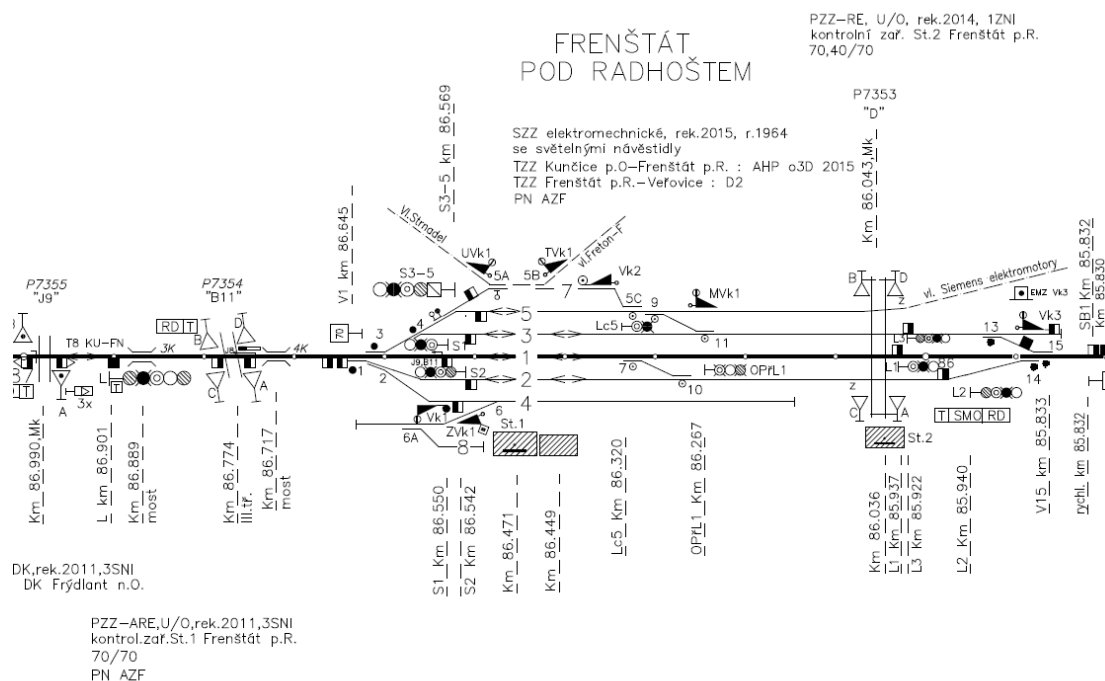 PZZ-RE, U/O, rek.2014, 1ZNI
kontrolní zař. St.2 Frenštát p.R.
70,40/70
FRENŠTÁT
POD RADHOŠTEM
P7353
"D"
SZZ elektromechnické, rek.2015, r.1964
se světelnými návěstidly
TZZ Kunčice p.O-Frenštát p.R. : AHP o3D 2015
TZZ Frenštát p.R.-Veřovice : D2
PN AZF
S3-5 km 86.569
V1 km 86.645
Km 86.043,Mk
SB1 Km 85.832
Km 85.830
Vl.Strnadel
vl.Freton-F
vl. Siemens elektromotory
UVk1
TVk1
5A
5B
7
Vk2
MVk1
EMZ Vk3
Vk3
P7355
"J9"
P7354
"B11"
RD T
B
D
S3-5
5
5C
9
Lc5
11
B
D
z
L3
13
15
T8 KU-FN
3K
4K
3
4
S1
3
1
J9,B11
S2
1
2
2
7
10
OPřL1
L1
86
L2
14
L
T
A
3x
C
A
4
6
Vk1
ZVk1
6A
8
St.1
z
C
A
St.2
T SMO RD
Km 86.990,Mk
L km 86.901
Km 86.889
most
Km 86.774
III.tř.
Km 86.717
most
S1 Km 86.550
S2 Km 86.542
Km 86.471
Km 86.449
Lc5 Km 86.320
OPřL1 Km 86.267
Km 86.036
L1 Km 85.937
L3 Km 85.922
L2 Km 85.940
V15 km 85.833
rychl. km 85.832
DK,rek.2011,3SNI
DK Frýdlant n.O.
PZZ-ARE,U/O,rek.2011,3SNI
kontrol.zař.St.1 Frenštát p.R.
70/70
PN AZF